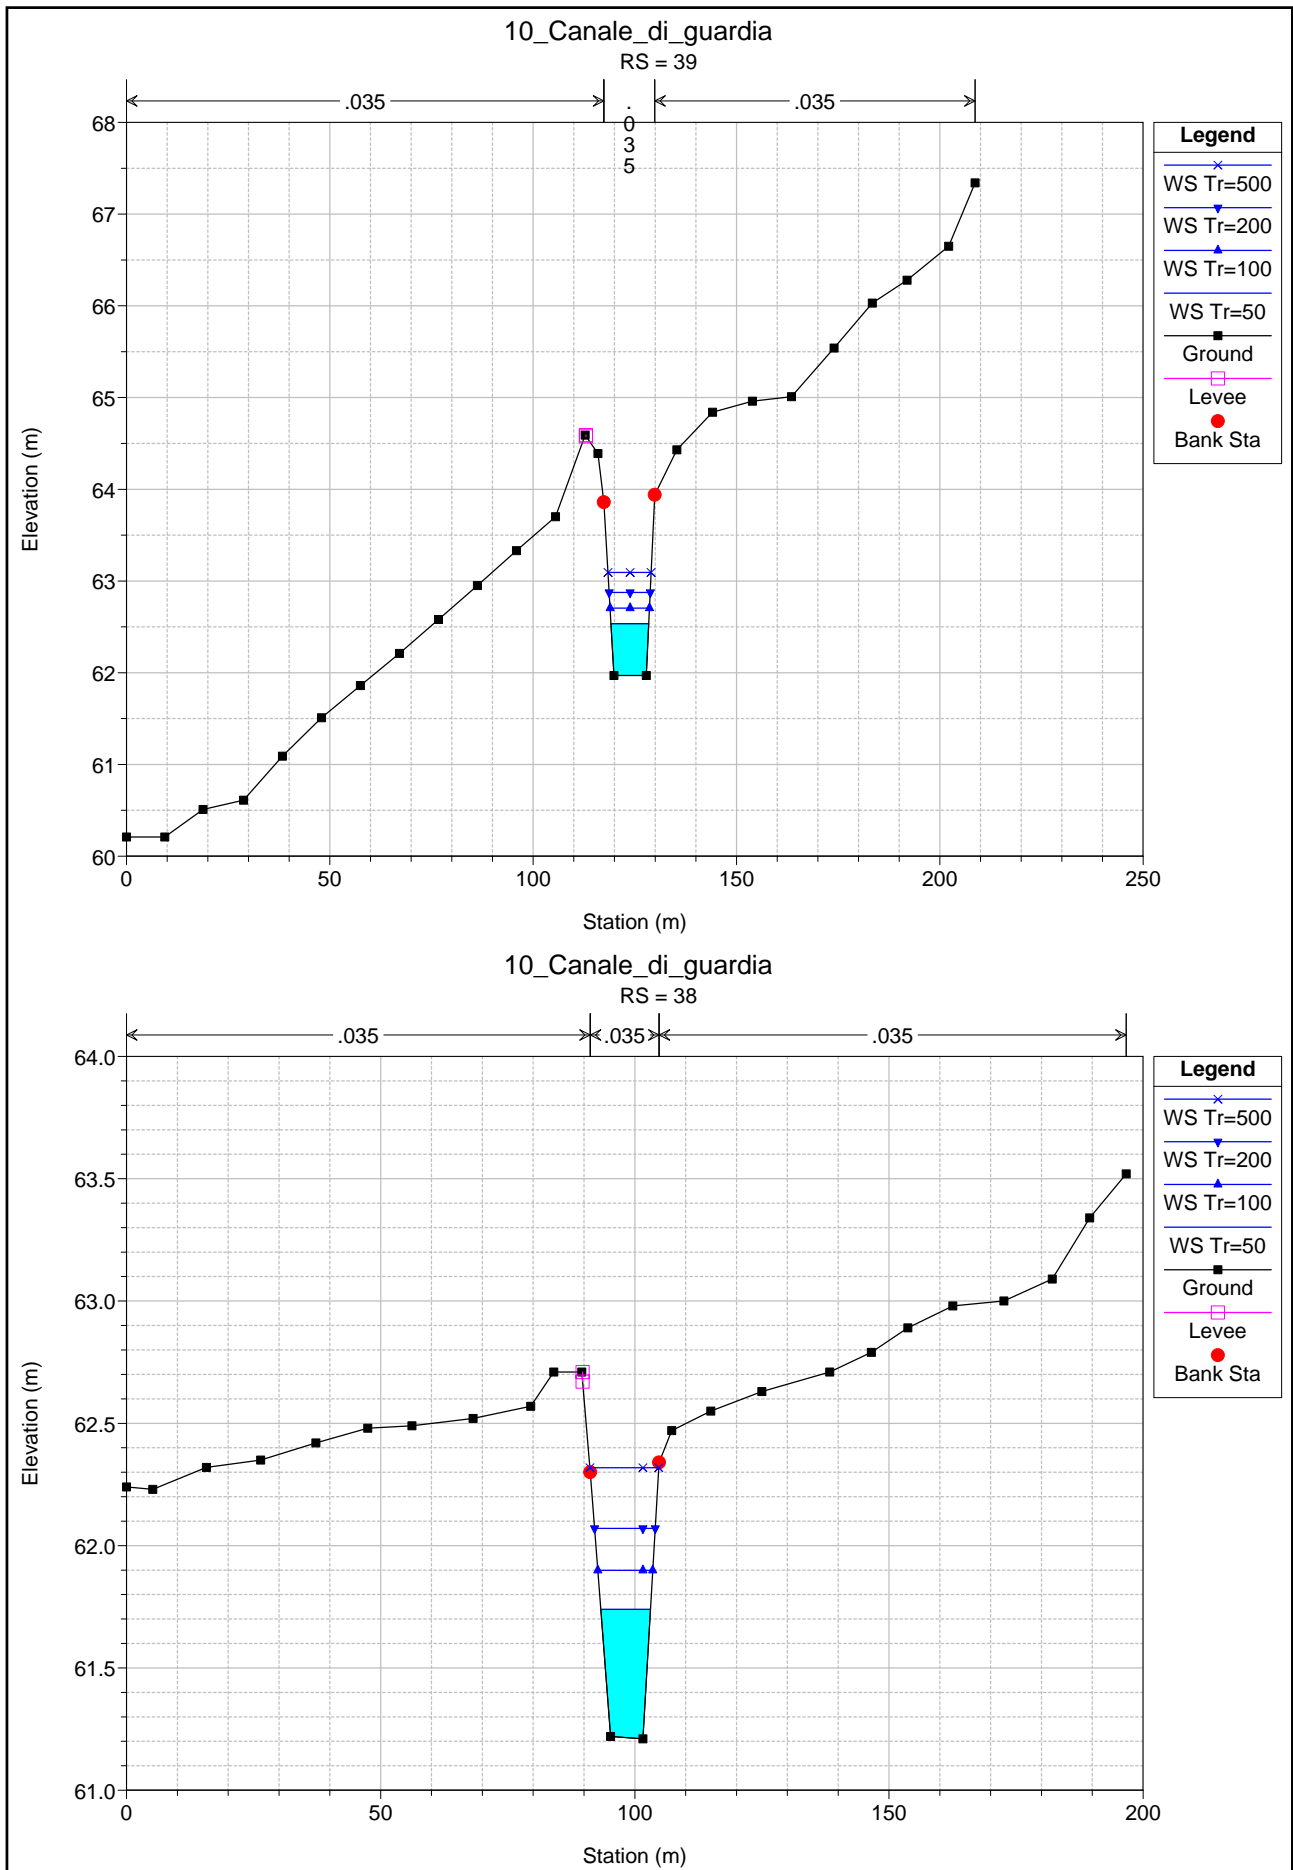 10_Canale_di_guardia
RS = 39
.035
.035
.035
68
67
66
65
64
63
62
61
60
Elevation (m)
0
50
100
150
200
250
Station (m)
Legend
WS Tr=500
WS Tr=200
WS Tr=100
WS Tr=50
Ground
Levee
Bank Sta
10_Canale_di_guardia
RS = 38
.035
.035
.035
64.0
63.5
63.0
62.5
62.0
61.5
61.0
Elevation (m)
0
50
100
150
200
Station (m)
Legend
WS Tr=500
WS Tr=200
WS Tr=100
WS Tr=50
Ground
Levee
Bank Sta